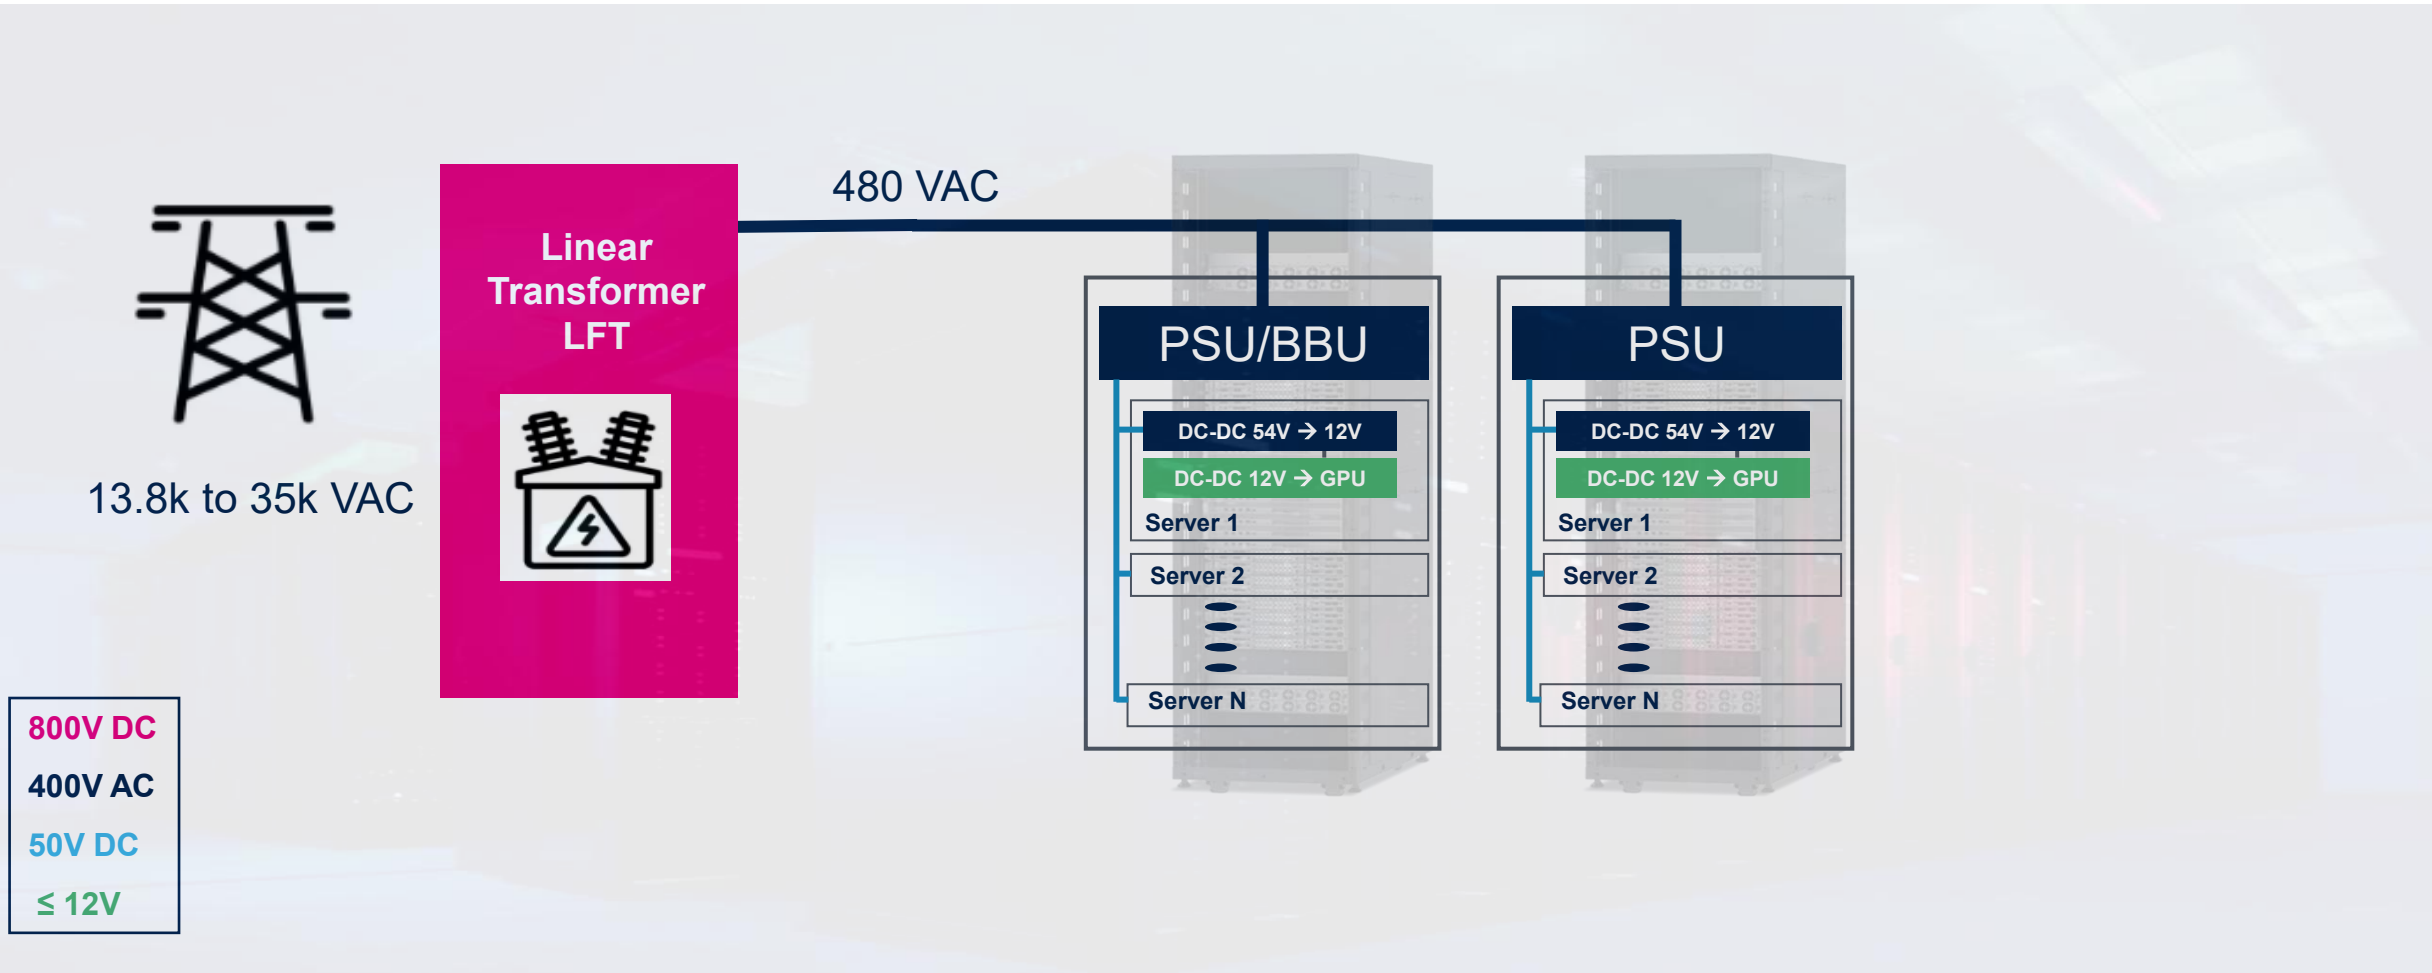 480 VAC
Linear
Transformer
LFT
13.8k to 35k VAC
PSU/BBU
DC-DC 54V → 12V
DC-DC 12V → GPU
Server 1
Server 2
Server N
PSU
DC-DC 54V → 12V
DC-DC 12V → GPU
Server 1
Server 2
Server N
800V DC
400V AC
50V DC
≤ 12V